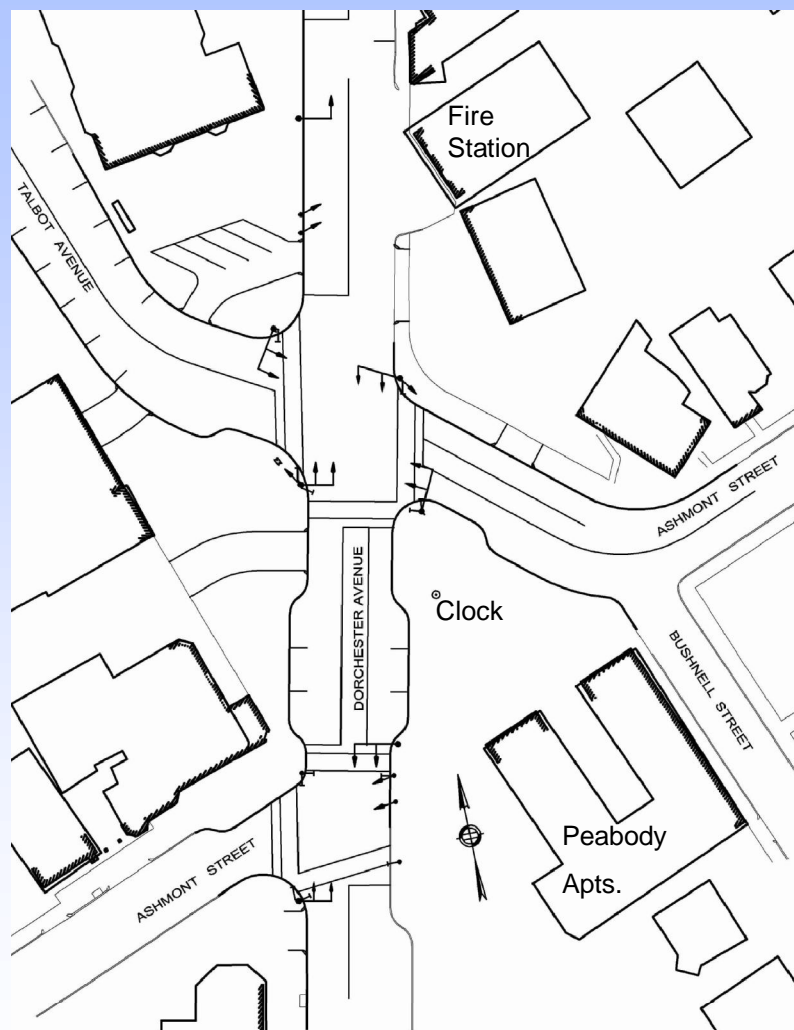 Fire
Station
TALBOT AVENUE
ASHMONT STREET
DORCHESTER AVENUE
Clock
BUSHNELL STREET
Peabody
Apts.
ASHMONT STREET